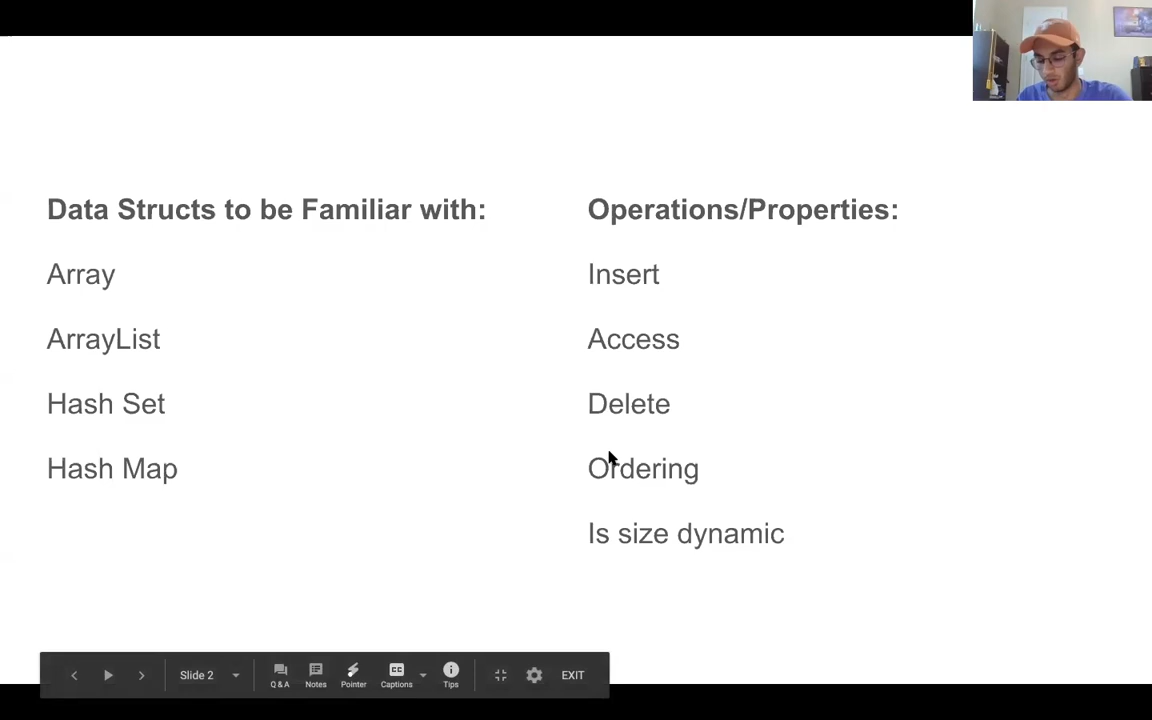 Data Structs to be Familiar with:
Array
ArrayList
Hash Set
Hash Map
Operations/Properties:
Insert
Access
Delete
Ordering
Is size dynamic
Slide 2
Q & A
Notes
Pointer
CC
Captions
Tips
EXIT